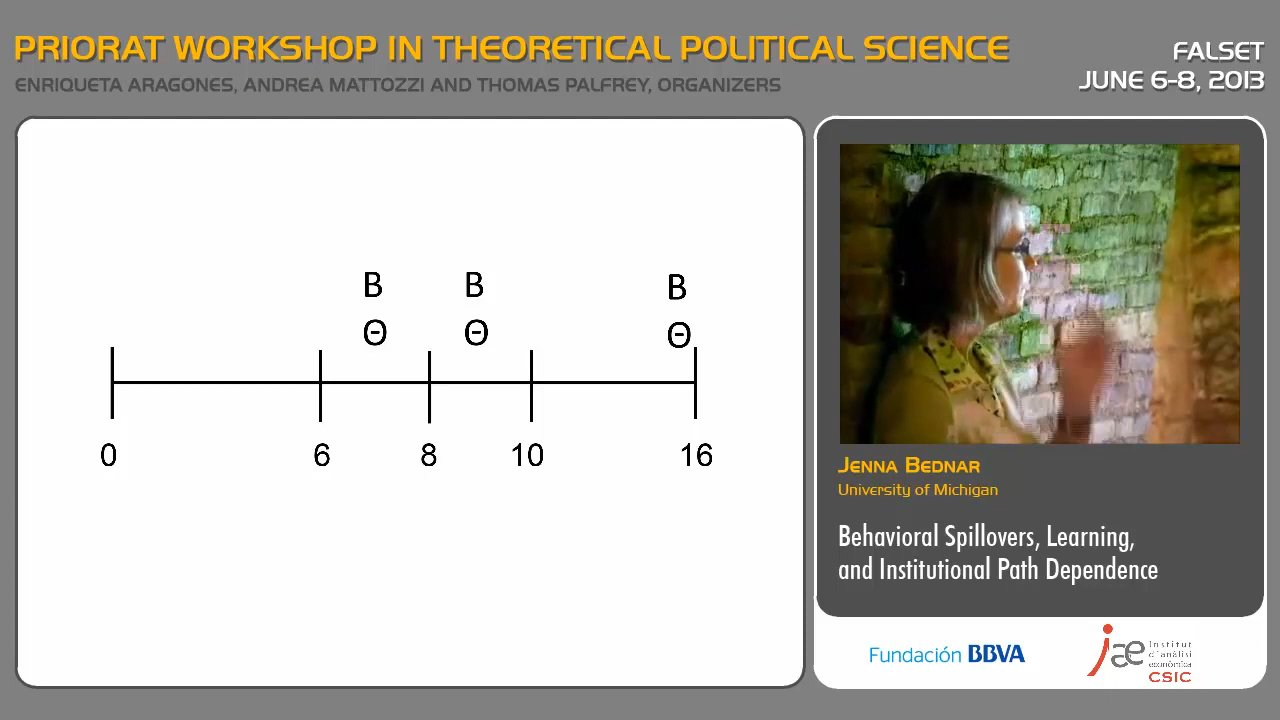 PRIORAT WORKSHOP IN THEORETICAL POLITICAL SCIENCE
ENRIQUETA ARAGONES, ANDREA MATTOZZI AND THOMAS PALFREY, ORGANIZERS
FALSET
JUNE 6-8, 2013
B B B
Θ Θ Θ
0 6 8 10 16
JENNA BEDNAR
University of Michigan
Behavioral Spillovers, Learning,
and Institutional Path Dependence
Fundación BBVA
iae
Institut
d'anàlisi
econòmica
CSIC